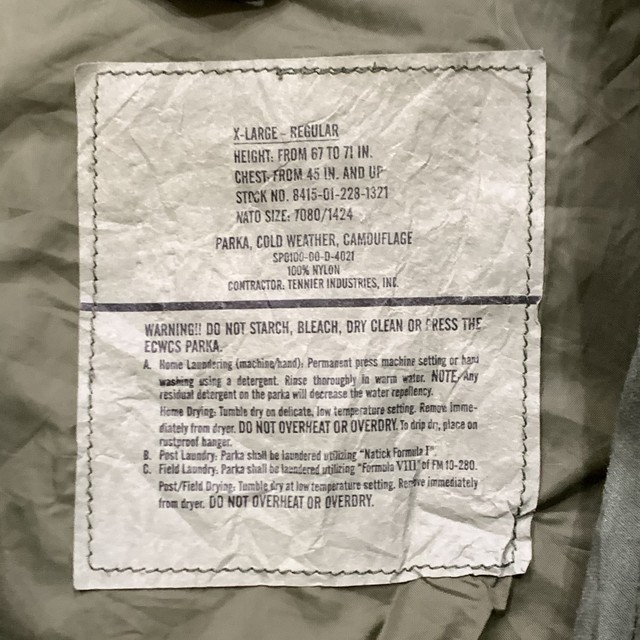 X-LARGE - REGULAR
HEIGHT: FROM 67 TO 71 IN.
CHEST: FROM 45 IN. AND UP
STOCK NO. 8415-01-228-1321
NATO SIZE: 7080/1424
PARKA, COLD WEATHER, CAMOUFLAGE
SPO100-00-D-4021
100% NYLON
CONTRACTOR: TENNIER INDUSTRIES, INC.
WARNING!! DO NOT STARCH, BLEACH, DRY CLEAN OR PRESS THE
ECWCS PARKA.
A. Home Laundering (machine/hand): Permanent press machine setting or hand
washing using a detergent. Rinse thoroughly in warm water. NOTE: Any
residual detergent on the parka will decrease the water repellency.
Home Drying: Tumble dry on delicate, low temperature setting. Remove imme-
diately from dryer. DO NOT OVERHEAT OR OVERDRY. To drip dry, place on
rustproof hanger.
B. Post Laundry: Parka shall be laundered utilizing "Natick Formula I".
C. Field Laundry: Parka shall be laundered utilizing "Formula VIII" of FM 10-280.
Post/Field Drying: Tumble dry at low temperature setting. Remove immediately
from dryer. DO NOT OVERHEAT OR OVERDRY.